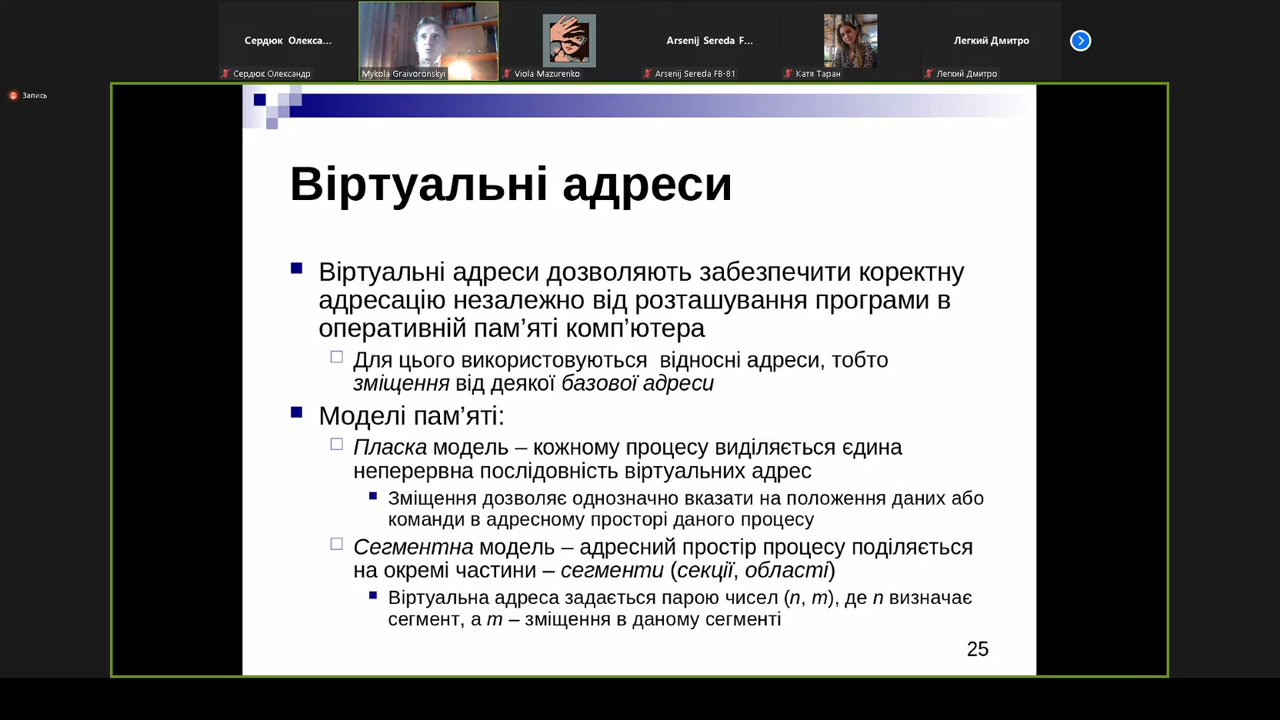 Сердюк Олекса...
Arsenij Sereda F...
Легкий Дмитро
Сердюк Олександр
Mykola Graivoronskyi
Viola Mazurenko
Arsenij Sereda FB-81
Катя Таран
Легкий Дмитро
Запись
Віртуальні адреси
Віртуальні адреси дозволяють забезпечити коректну
адресацію незалежно від розташування програми в
оперативній пам’яті комп’ютера
Для цього використовуються відносні адреси, тобто
зміщення від деякої базової адреси
Моделі пам’яті:
Пласка модель – кожному процесу виділяється єдина
неперервна послідовність віртуальних адрес
Зміщення дозволяє однозначно вказати на положення даних або
команди в адресному просторі даного процесу
Сегментна модель – адресний простір процесу поділяється
на окремі частини – сегменти (секції, області)
Віртуальна адреса задається парою чисел (n, m), де n визначає
сегмент, а m – зміщення в даному сегменті
25